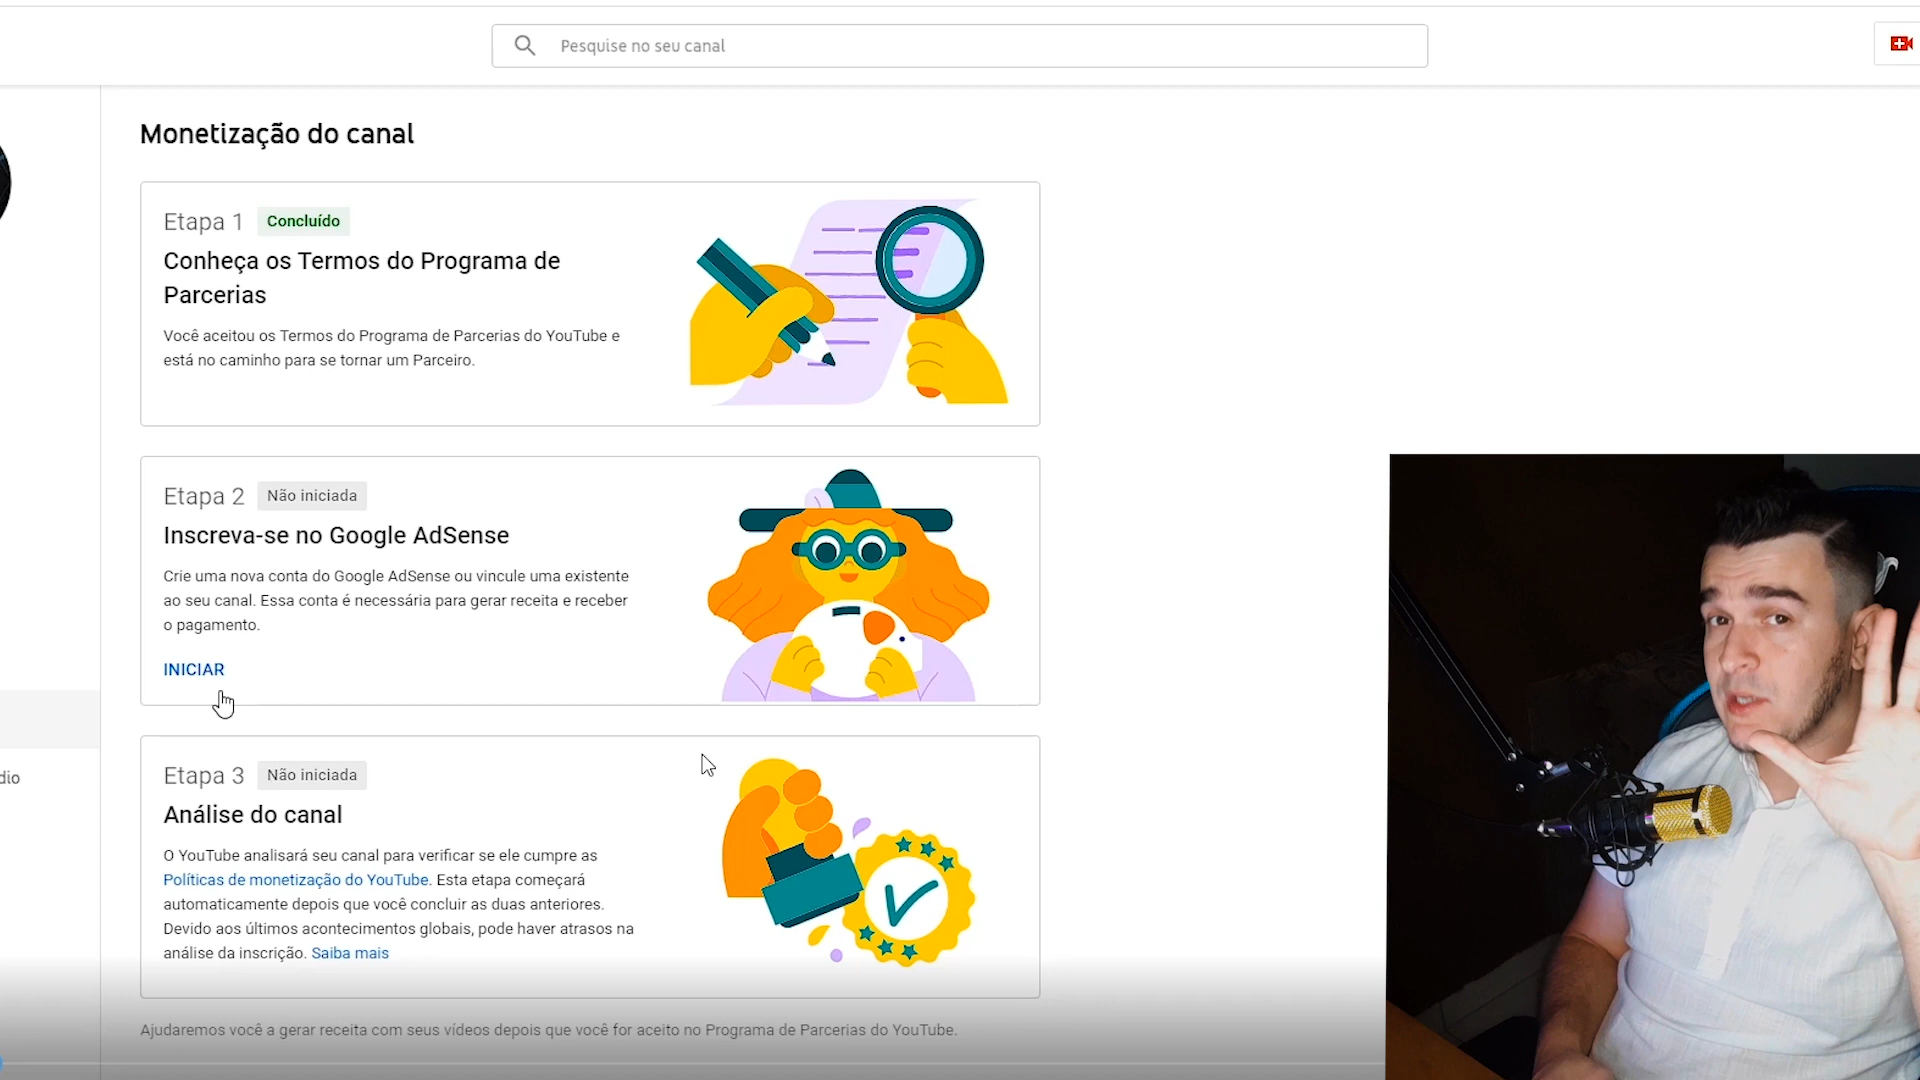 Pesquise no seu canal
Monetização do canal
Etapa 1 Concluído
Conheça os Termos do Programa de
Parcerias
Você aceitou os Termos do Programa de Parcerias do YouTube e
está no caminho para se tornar um Parceiro.
Etapa 2 Não iniciada
Inscreva-se no Google AdSense
Crie uma nova conta do Google AdSense ou vincule uma existente
ao seu canal. Essa conta é necessária para gerar receita e receber
o pagamento.
INICIAR
dio
Etapa 3 Não iniciada
Análise do canal
O YouTube analisará seu canal para verificar se ele cumpre as
Políticas de monetização do YouTube. Esta etapa começará
automaticamente depois que você concluir as duas anteriores.
Devido aos últimos acontecimentos globais, pode haver atrasos na
análise da inscrição. Saiba mais
Ajudaremos você a gerar receita com seus vídeos depois que você for aceito no Programa de Parcerias do YouTube.